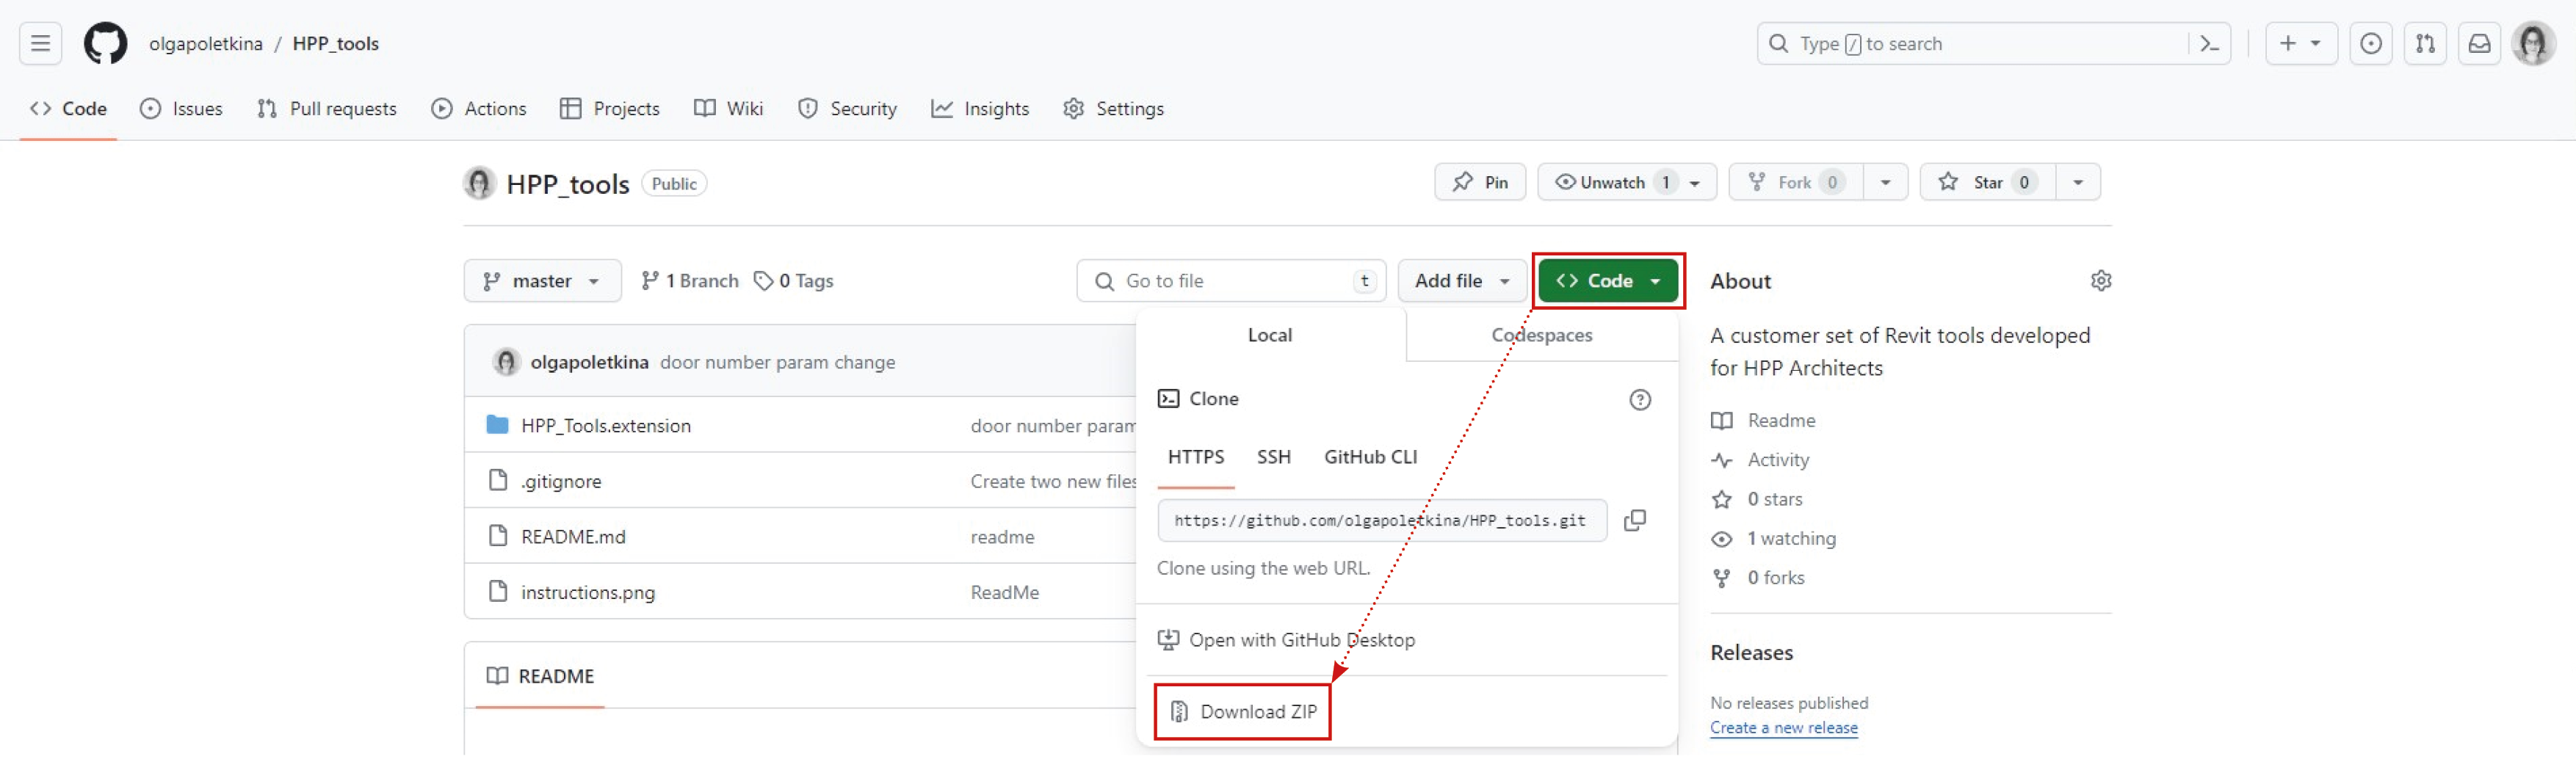 olgapoletkina / HPP_tools
Type / to search
Code Issues Pull requests Actions Projects Wiki Security Insights Settings
HPP_tools Public
Pin Unwatch 1 Fork 0 Star 0
master 1 Branch 0 Tags
Go to file t Add file Code
olgapoletkina door number param change
HPP_Tools.extension door number param
.gitignore Create two new files
README.md readme
instructions.png ReadMe
README
Local Codespaces
Clone
HTTPS SSH GitHub CLI
https://github.com/olgapoletkina/HPP_tools.git
Clone using the web URL.
Open with GitHub Desktop
Download ZIP
About
A customer set of Revit tools developed
for HPP Architects
Readme
Activity
0 stars
1 watching
0 forks
Releases
No releases published
Create a new release